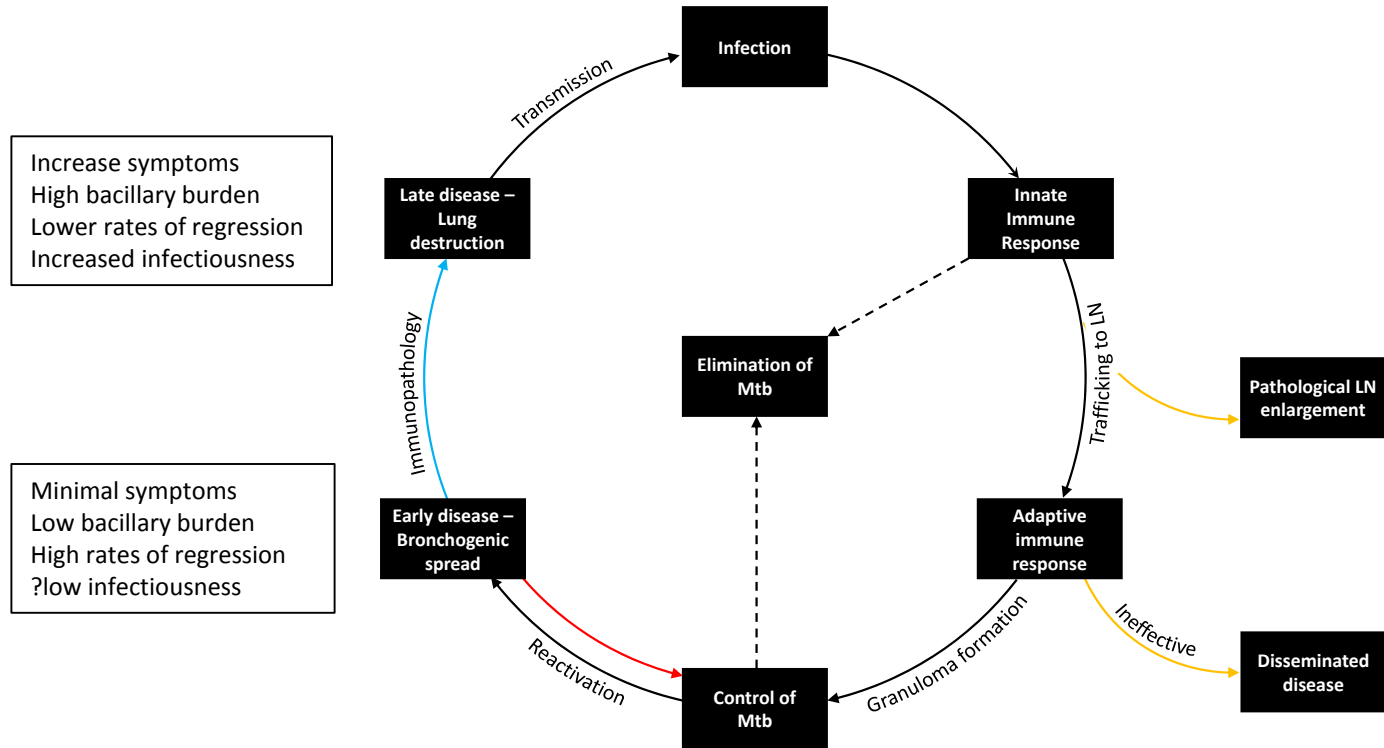 Infection
Transmission
Increase symptoms
High bacillary burden
Lower rates of regression
Increased infectiousness
Late disease –
Lung
destruction
Innate
Immune
Response
Trafficking to LN
Immunopathology
Elimination of
Mtb
Pathological LN
enlargement
Minimal symptoms
Low bacillary burden
High rates of regression
?low infectiousness
Early disease –
Bronchogenic
spread
Adaptive
immune
response
Ineffective
Granuloma formation
Reactivation
Control of
Mtb
Disseminated
disease